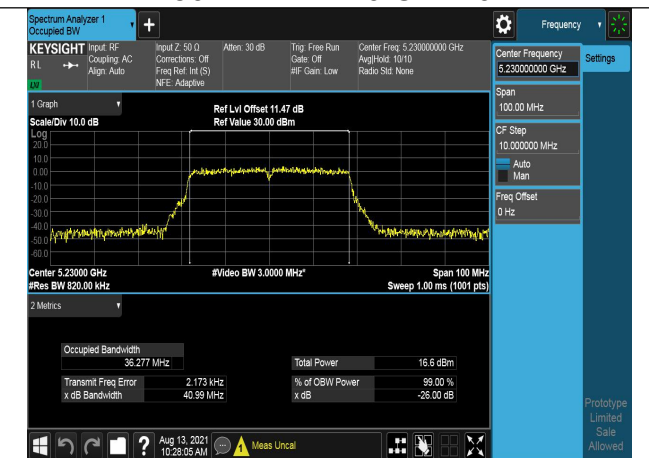 Spectrum Analyzer 1
Occupied BW
+
Frequency
KEYSIGHT
RL
LXI
Input: RF
Coupling: AC
Align: Auto
Input Z: 50 Ω
Corrections: Off
Freq Ref: Int (S)
NFE: Adaptive
Atten: 30 dB
Trig: Free Run
Gate: Off
#IF Gain: Low
Center Freq: 5.230000000 GHz
Avg|Hold: 10/10
Radio Std: None
Center Frequency
5.230000000 GHz
Settings
Span
100.00 MHz
CF Step
10.000000 MHz
Auto
Man
Freq Offset
0 Hz
1 Graph
Scale/Div 10.0 dB
Ref Lvl Offset 11.47 dB
Ref Value 30.00 dBm
Log
20.0
10.0
0.00
-10.0
-20.0
-30.0
-40.0
-50.0
-60.0
Center 5.23000 GHz
#Video BW 3.0000 MHz*
Span 100 MHz
#Res BW 820.00 kHz
Sweep 1.00 ms (1001 pts)
2 Metrics
Occupied Bandwidth
36.277 MHz
Total Power 16.6 dBm
Transmit Freq Error 2.173 kHz
% of OBW Power 99.00 %
x dB Bandwidth 40.99 MHz
x dB -26.00 dB
Prototype
Limited
Sale
Allowed
?
Aug 13, 2021
10:28:05 AM
1
Meas Uncal